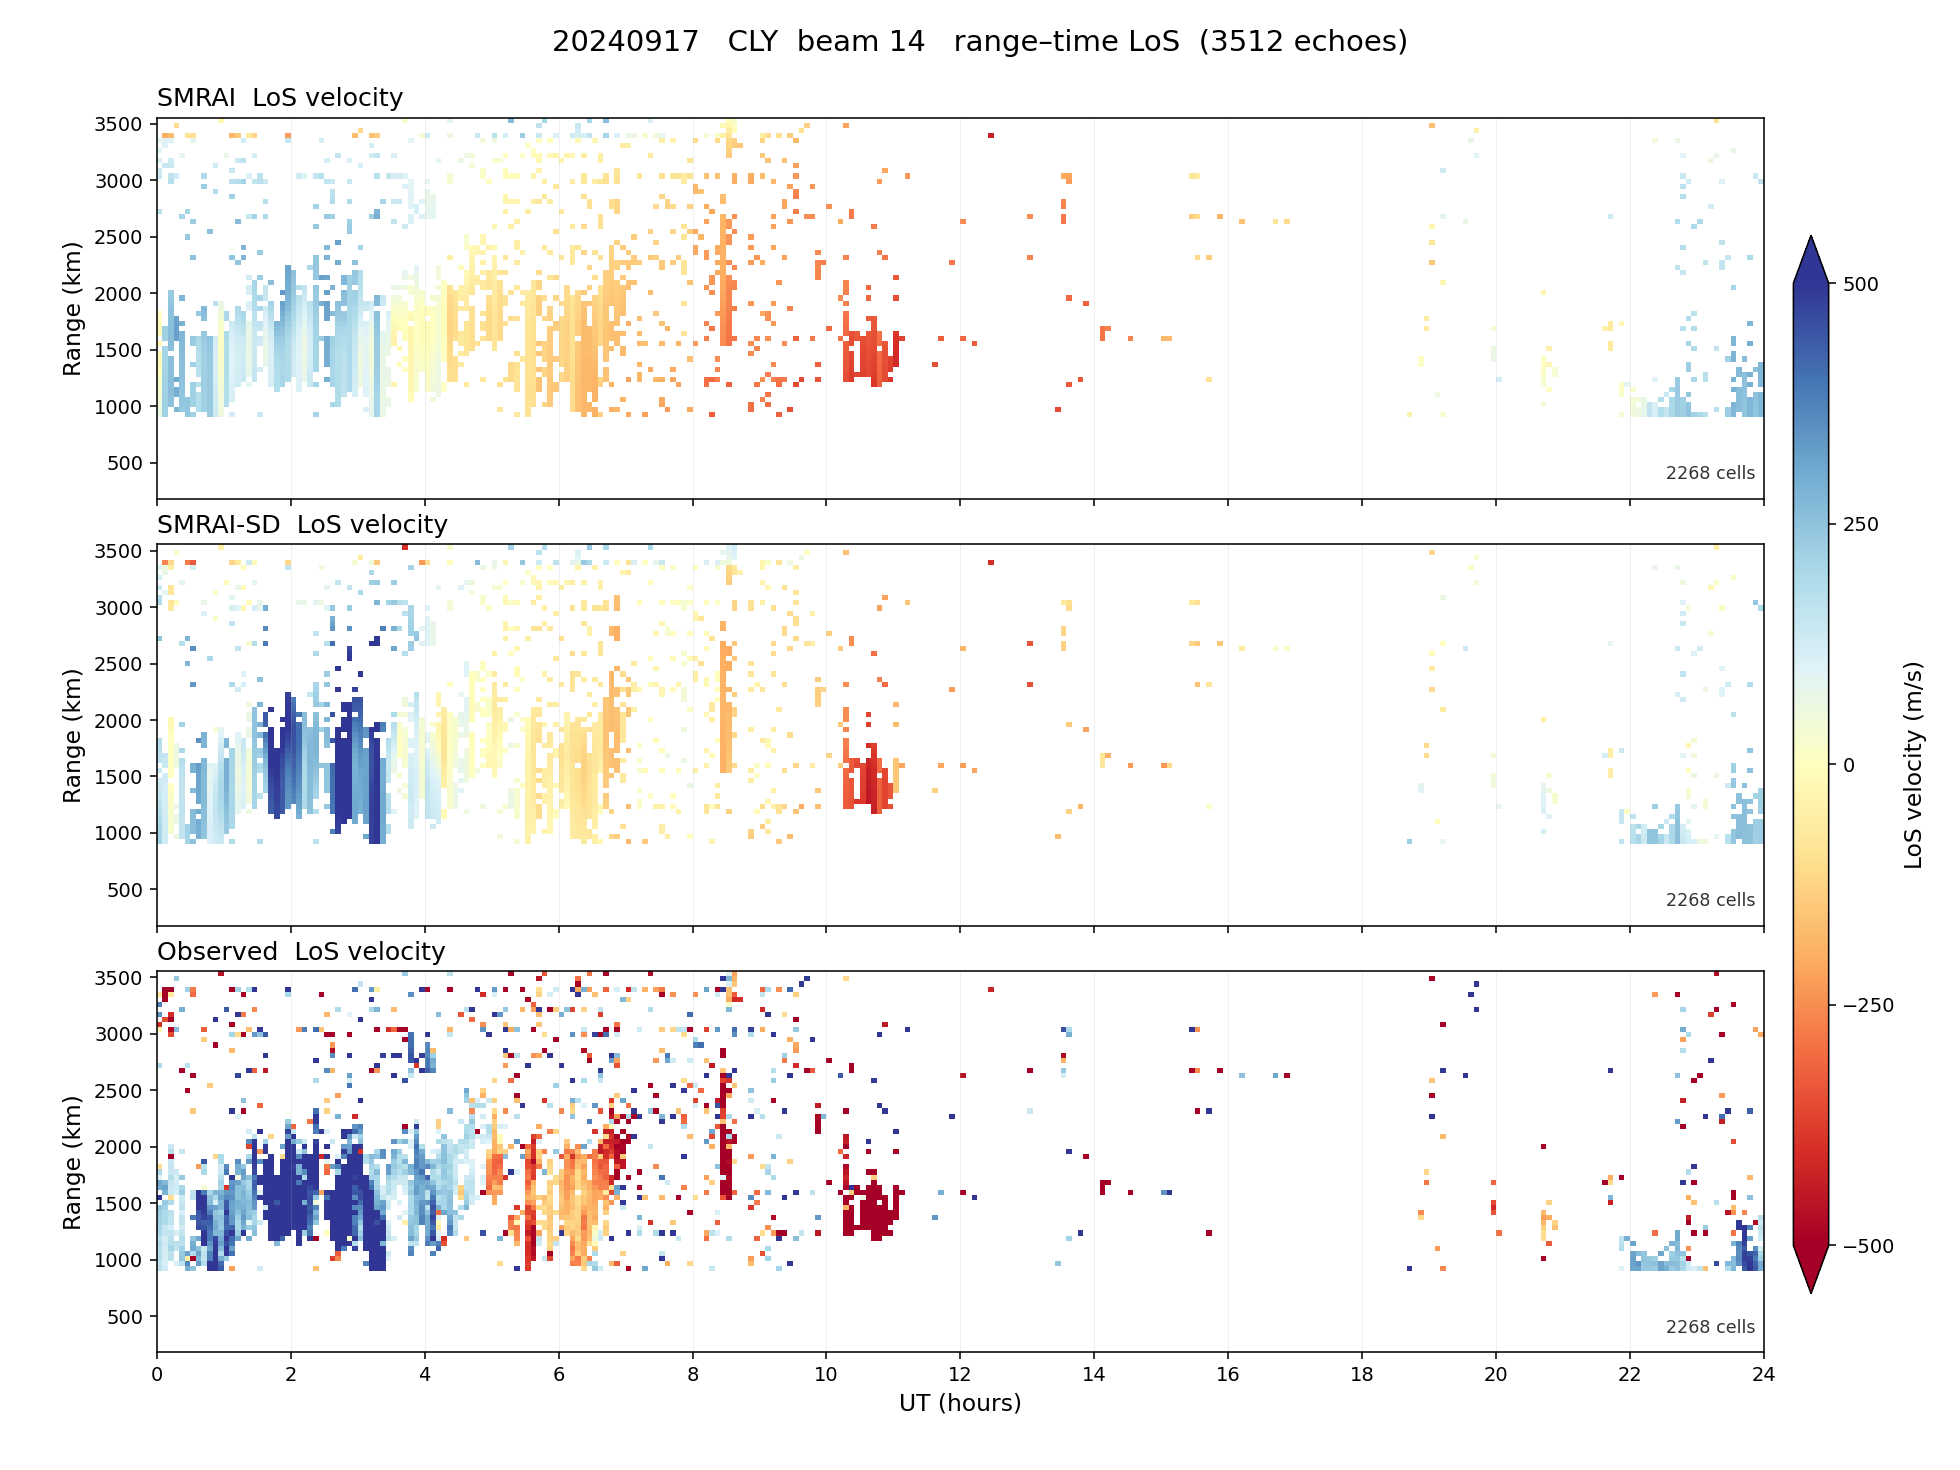 20240917   CLY  beam 14   range–time LoS  (3512 echoes)
SMRAI  LoS velocity
3500
3000
2500
2000
1500
1000
500
Range (km)
2268 cells
SMRAI-SD  LoS velocity
3500
3000
2500
2000
1500
1000
500
Range (km)
2268 cells
Observed  LoS velocity
3500
3000
2500
2000
1500
1000
500
Range (km)
2268 cells
0 2 4 6 8 10 12 14 16 18 20 22 24
UT (hours)
500
250
0
−250
−500
LoS velocity (m/s)